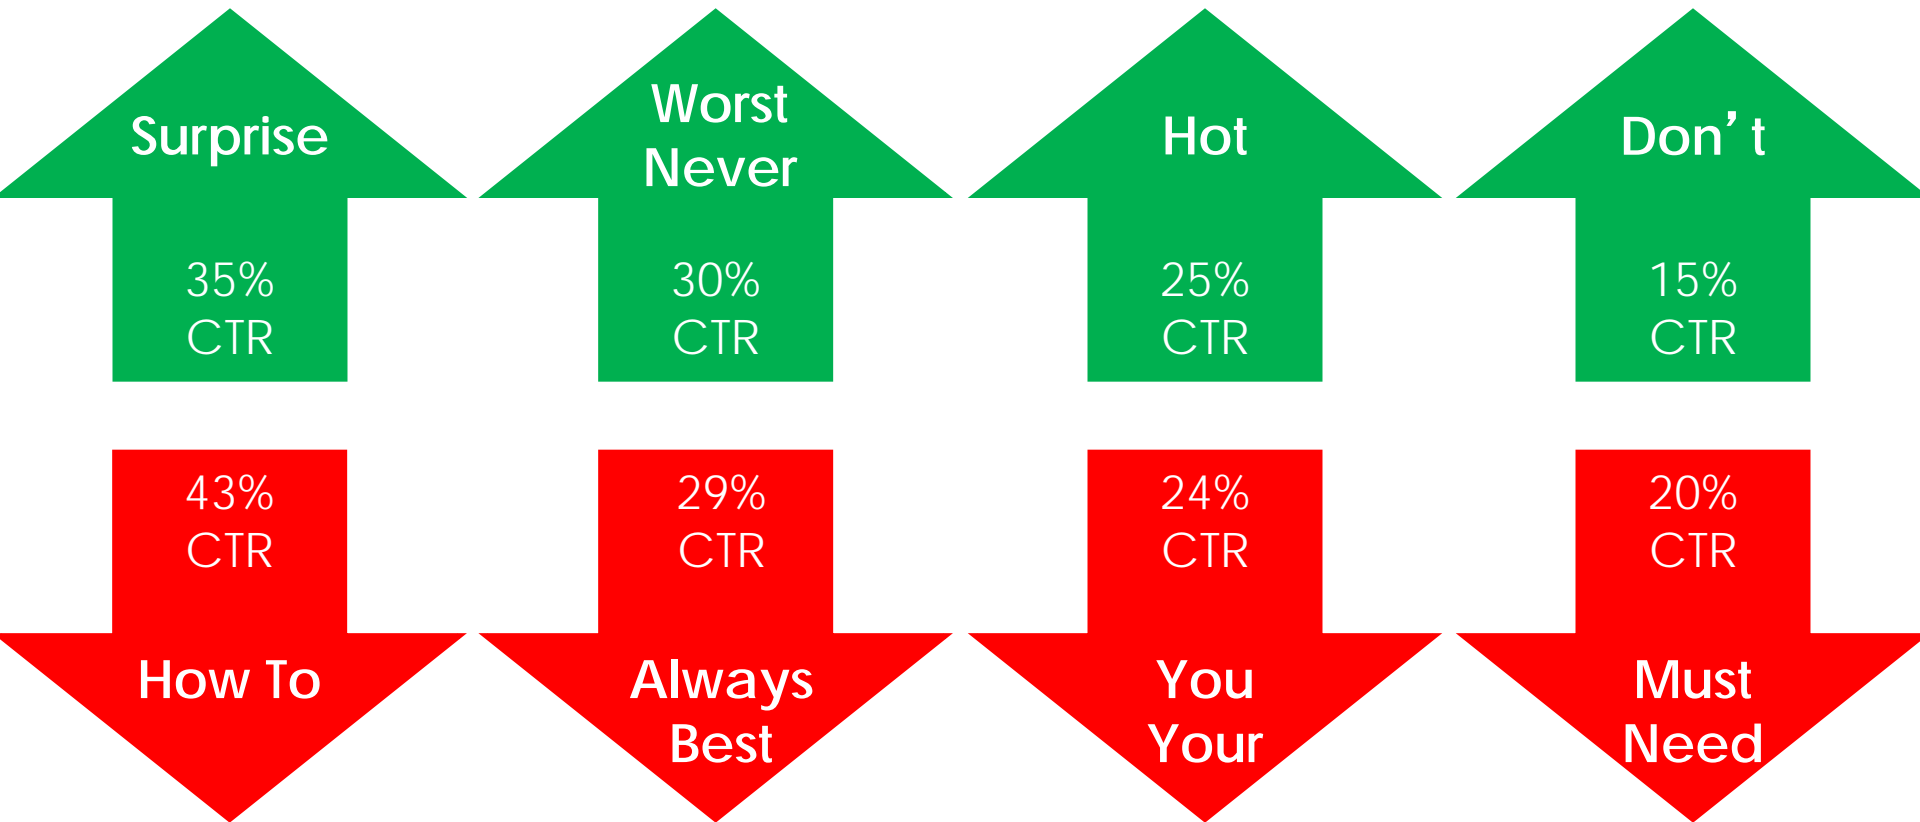 Surprise
35%
CTR
Worst
Never
30%
CTR
Hot
25%
CTR
Don’t
15%
CTR
43%
CTR
How To
29%
CTR
Always
Best
24%
CTR
You
Your
20%
CTR
Must
Need